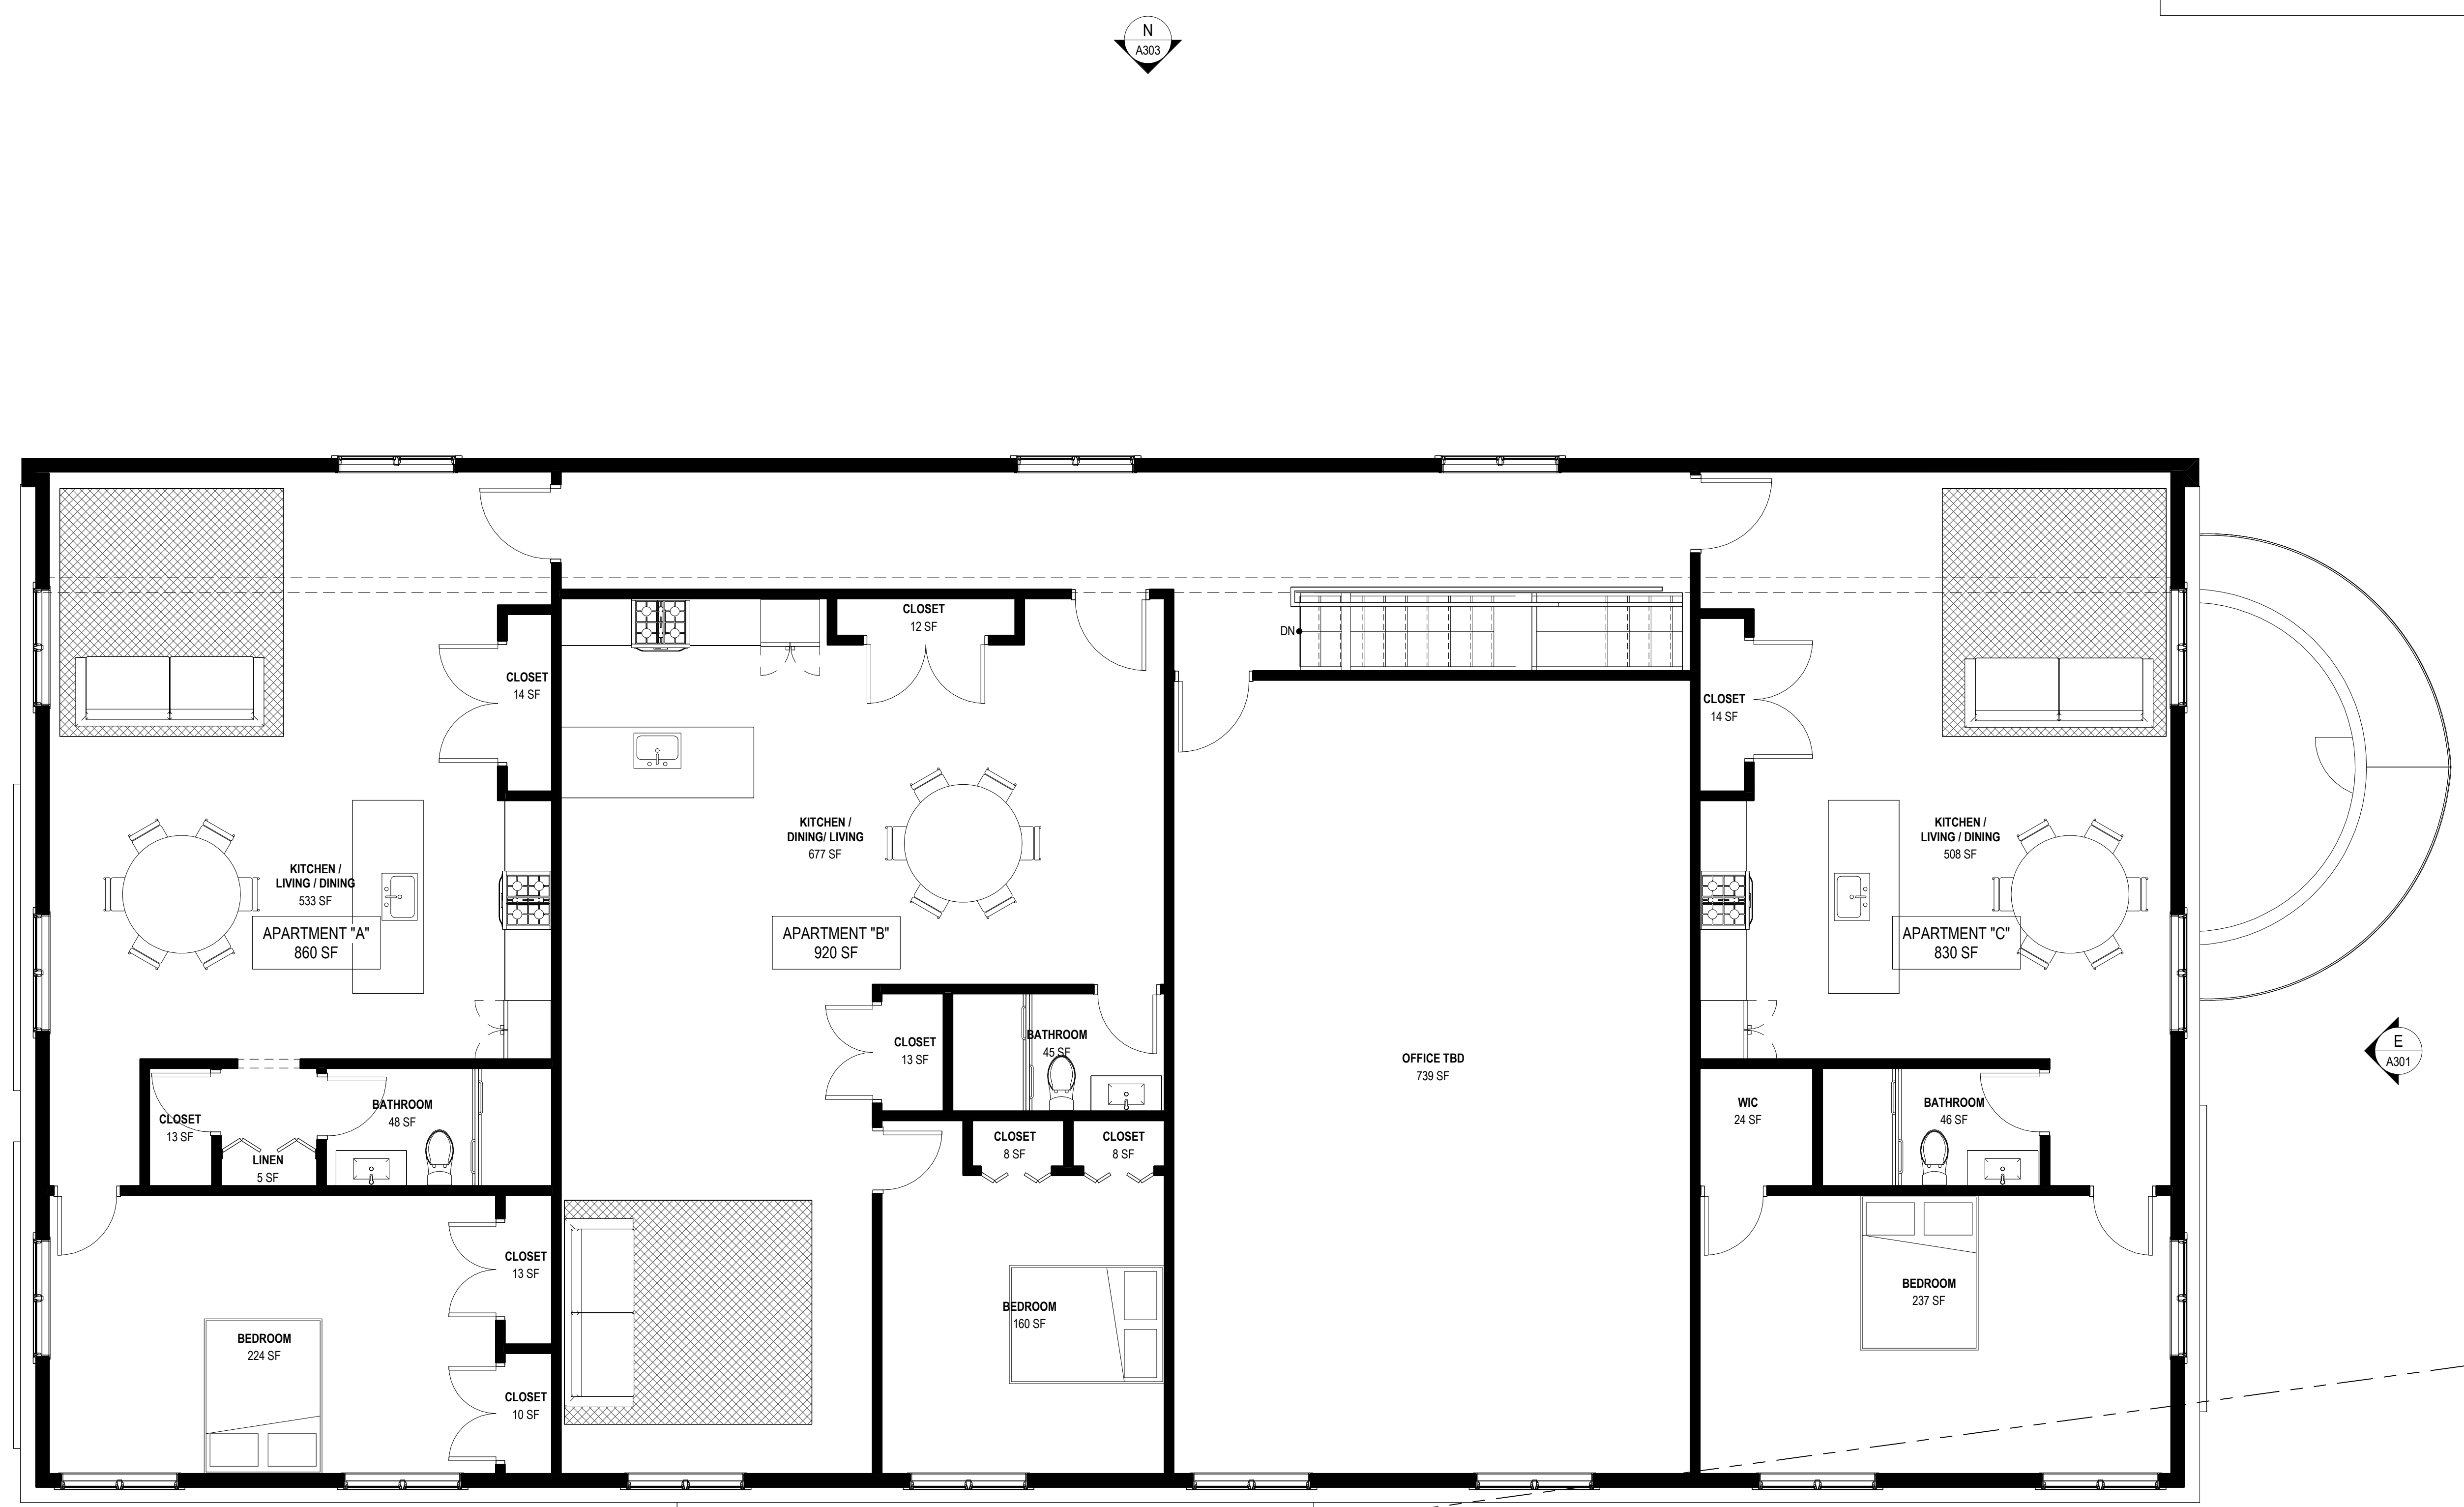 N
A303
CLOSET
12 SF
DN
CLOSET
14 SF
CLOSET
14 SF
KITCHEN /
LIVING / DINING
533 SF
APARTMENT "A"
860 SF
KITCHEN /
DINING/ LIVING
677 SF
APARTMENT "B"
920 SF
KITCHEN /
LIVING / DINING
508 SF
APARTMENT "C"
830 SF
CLOSET
13 SF
BATHROOM
45 SF
OFFICE TBD
739 SF
E
A301
CLOSET
13 SF
LINEN
5 SF
BATHROOM
48 SF
CLOSET
8 SF
CLOSET
8 SF
WIC
24 SF
BATHROOM
46 SF
CLOSET
13 SF
BEDROOM
224 SF
CLOSET
10 SF
BEDROOM
160 SF
BEDROOM
237 SF